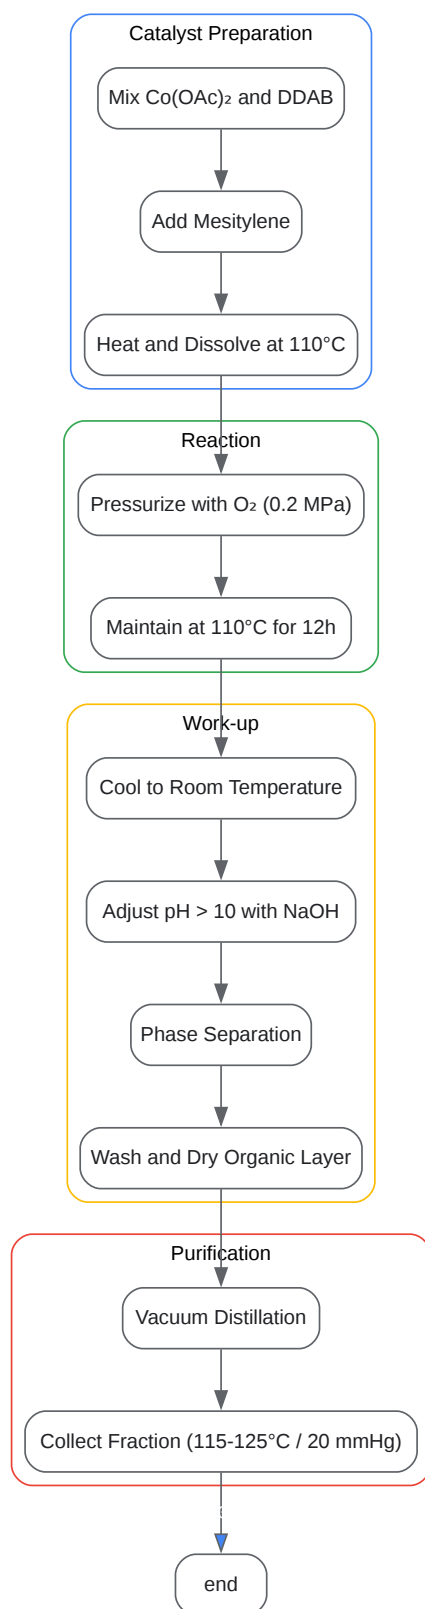 Catalyst Preparation
Mix Co(OAc)₂ and DDAB
Add Mesitylene
Heat and Dissolve at 110°C
Reaction
Pressurize with O₂ (0.2 MPa)
Maintain at 110°C for 12h
Work-up
Cool to Room Temperature
Adjust pH > 10 with NaOH
Phase Separation
Wash and Dry Organic Layer
Purification
Vacuum Distillation
Collect Fraction (115-125°C / 20 mmHg)
end